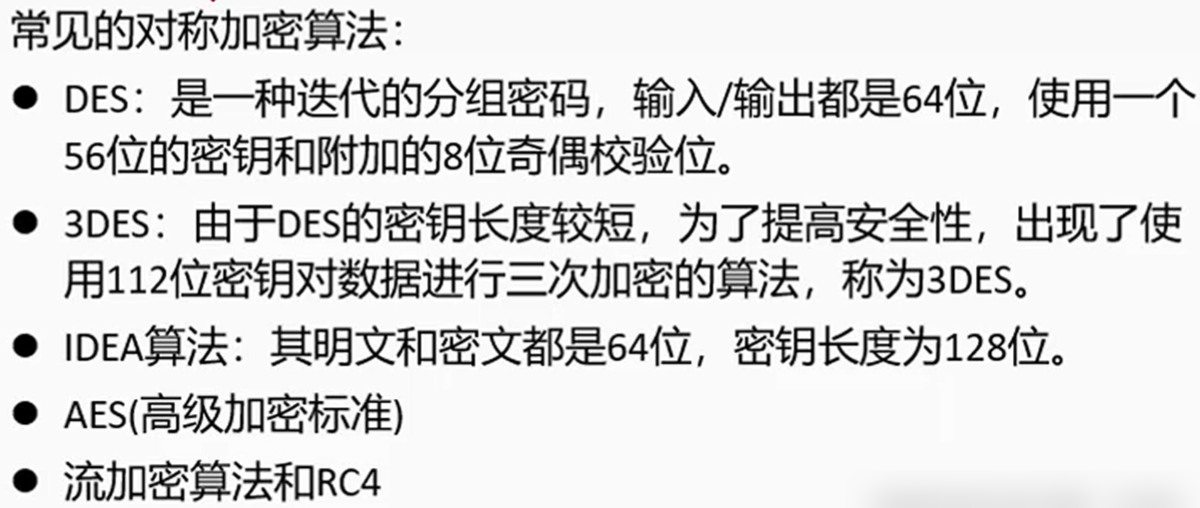 常见的对称加密算法：
● DES：是一种迭代的分组密码，输入/输出都是64位，使用一个
56位的密钥和附加的8位奇偶校验位。
● 3DES：由于DES的密钥长度较短，为了提高安全性，出现了使
用112位密钥对数据进行三次加密的算法，称为3DES。
● IDEA算法：其明文和密文都是64位，密钥长度为128位。
● AES(高级加密标准)
● 流加密算法和RC4